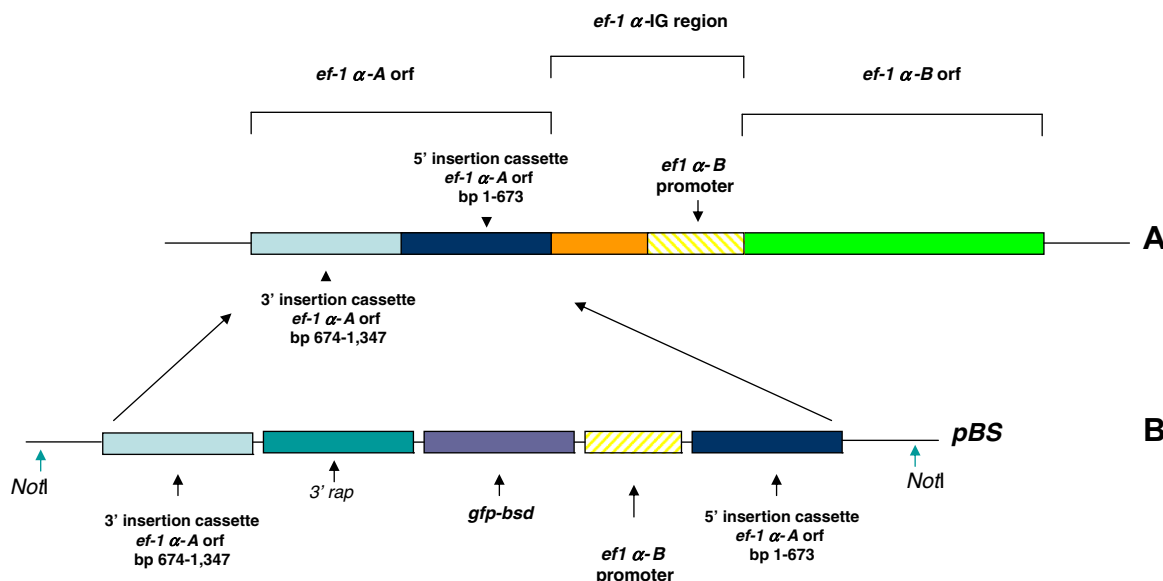 ef-1 α-IG region
ef-1 α-A orf
ef-1 α-B orf
5' insertion cassette
ef-1 α-A orf
bp 1-673
ef1 α-B
promoter
A
3' insertion cassette
ef-1 α-A orf
bp 674-1,347
pBS
B
NotI
3' rap
NotI
gfp-bsd
3' insertion cassette
ef-1 α-A orf
bp 674-1,347
5' insertion cassette
ef-1 α-A orf
bp 1-673
ef1 α-B
promoter